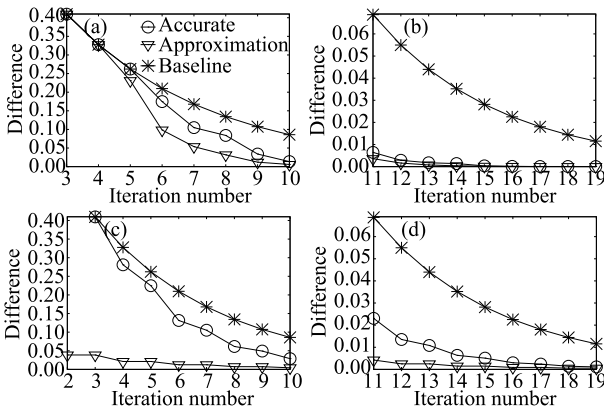 (a)
Accurate
Approximation
Baseline
Difference
0.40
0.35
0.30
0.25
0.20
0.15
0.10
0.05
0.00
3 4 5 6 7 8 9 10
Iteration number
(b)
Difference
0.06
0.05
0.04
0.03
0.02
0.01
0.00
11 12 13 14 15 16 17 18 19
Iteration number
(c)
Difference
0.40
0.35
0.30
0.25
0.20
0.15
0.10
0.05
0.00
2 3 4 5 6 7 8 9 10
Iteration number
(d)
Difference
0.06
0.05
0.04
0.03
0.02
0.01
0.00
11 12 13 14 15 16 17 18 19
Iteration number